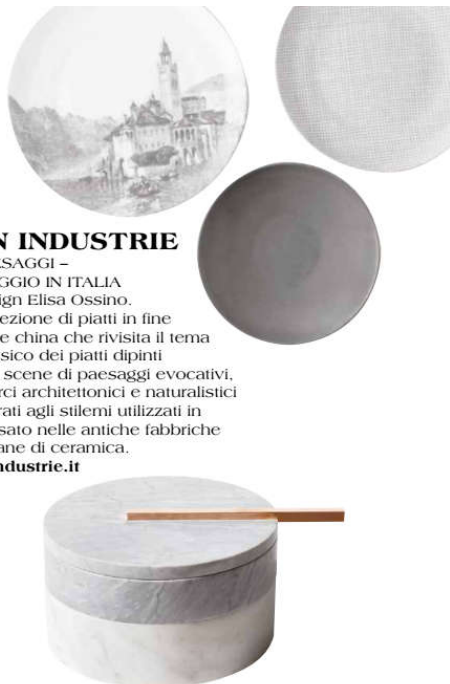 N INDUSTRIE
SAGGI –
GGIO IN ITALIA
ign Elisa Ossino.
ezione di piatti in fine
e china che rivisita il tema
sico dei piatti dipinti
scene di paesaggi evocativi,
rci architettonici e naturalistici
rati agli stilemi utilizzati in
sato nelle antiche fabbriche
ane di ceramica.
ndustrie.it